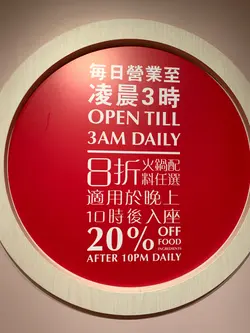 每日營業至
凌晨3時
OPEN TILL
3AM DAILY
8折火鍋配料任選
適用於晚上
10時後入座
20% OFF FOOD INGREDIENTS
AFTER 10PM DAILY